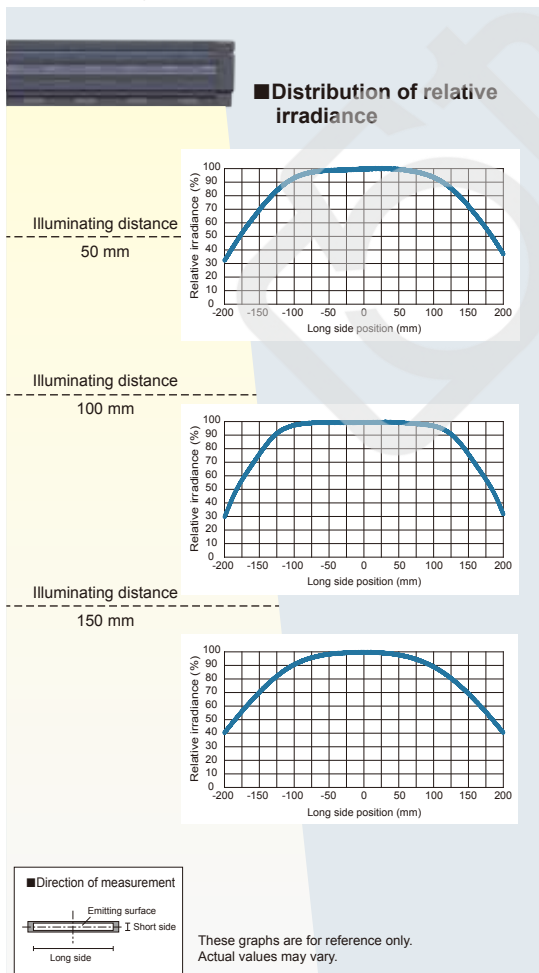 ■Distribution of relative
irradiance
Illuminating distance
50 mm
Relative irradiance (%)
100
90
80
70
60
50
40
30
20
10
0
-200 -150 -100 -50 0 50 100 150 200
Long side position (mm)
Illuminating distance
100 mm
Relative irradiance (%)
100
90
80
70
60
50
40
30
20
10
0
-200 -150 -100 -50 0 50 100 150 200
Long side position (mm)
Illuminating distance
150 mm
Relative irradiance (%)
100
90
80
70
60
50
40
30
20
10
0
-200 -150 -100 -50 0 50 100 150 200
Long side position (mm)
■Direction of measurement
Emitting surface
Short side
Long side
These graphs are for reference only.
Actual values may vary.